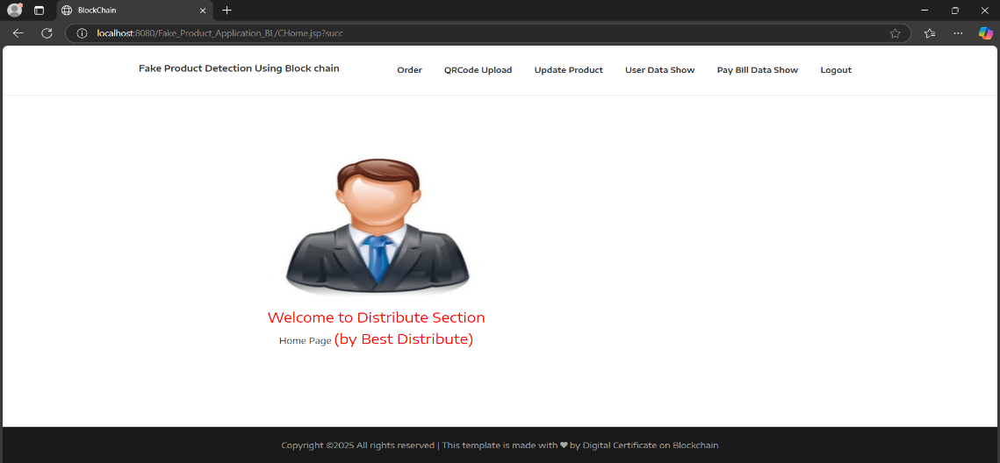 BlockChain
localhost:8080/Fake_Product_Application_BL/CHome.jsp?succ
Fake Product Detection Using Block chain
Order QRCode Upload Update Product User Data Show Pay Bill Data Show Logout
Welcome to Distribute Section
Home Page (by Best Distribute)
Copyright ©2025 All rights reserved | This template is made with ♥ by Digital Certificate on Blockchain